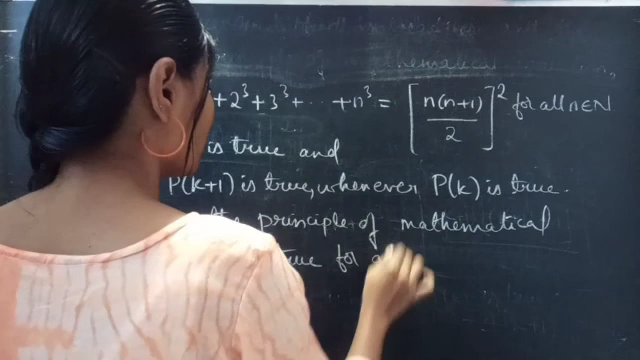 + 2³ + 3³ + ... + n³ = [n(n+1)/2]² for all n∈N
is true and
P(k+1) is true, whenever P(k) is true.
the principle of mathematical
true for a